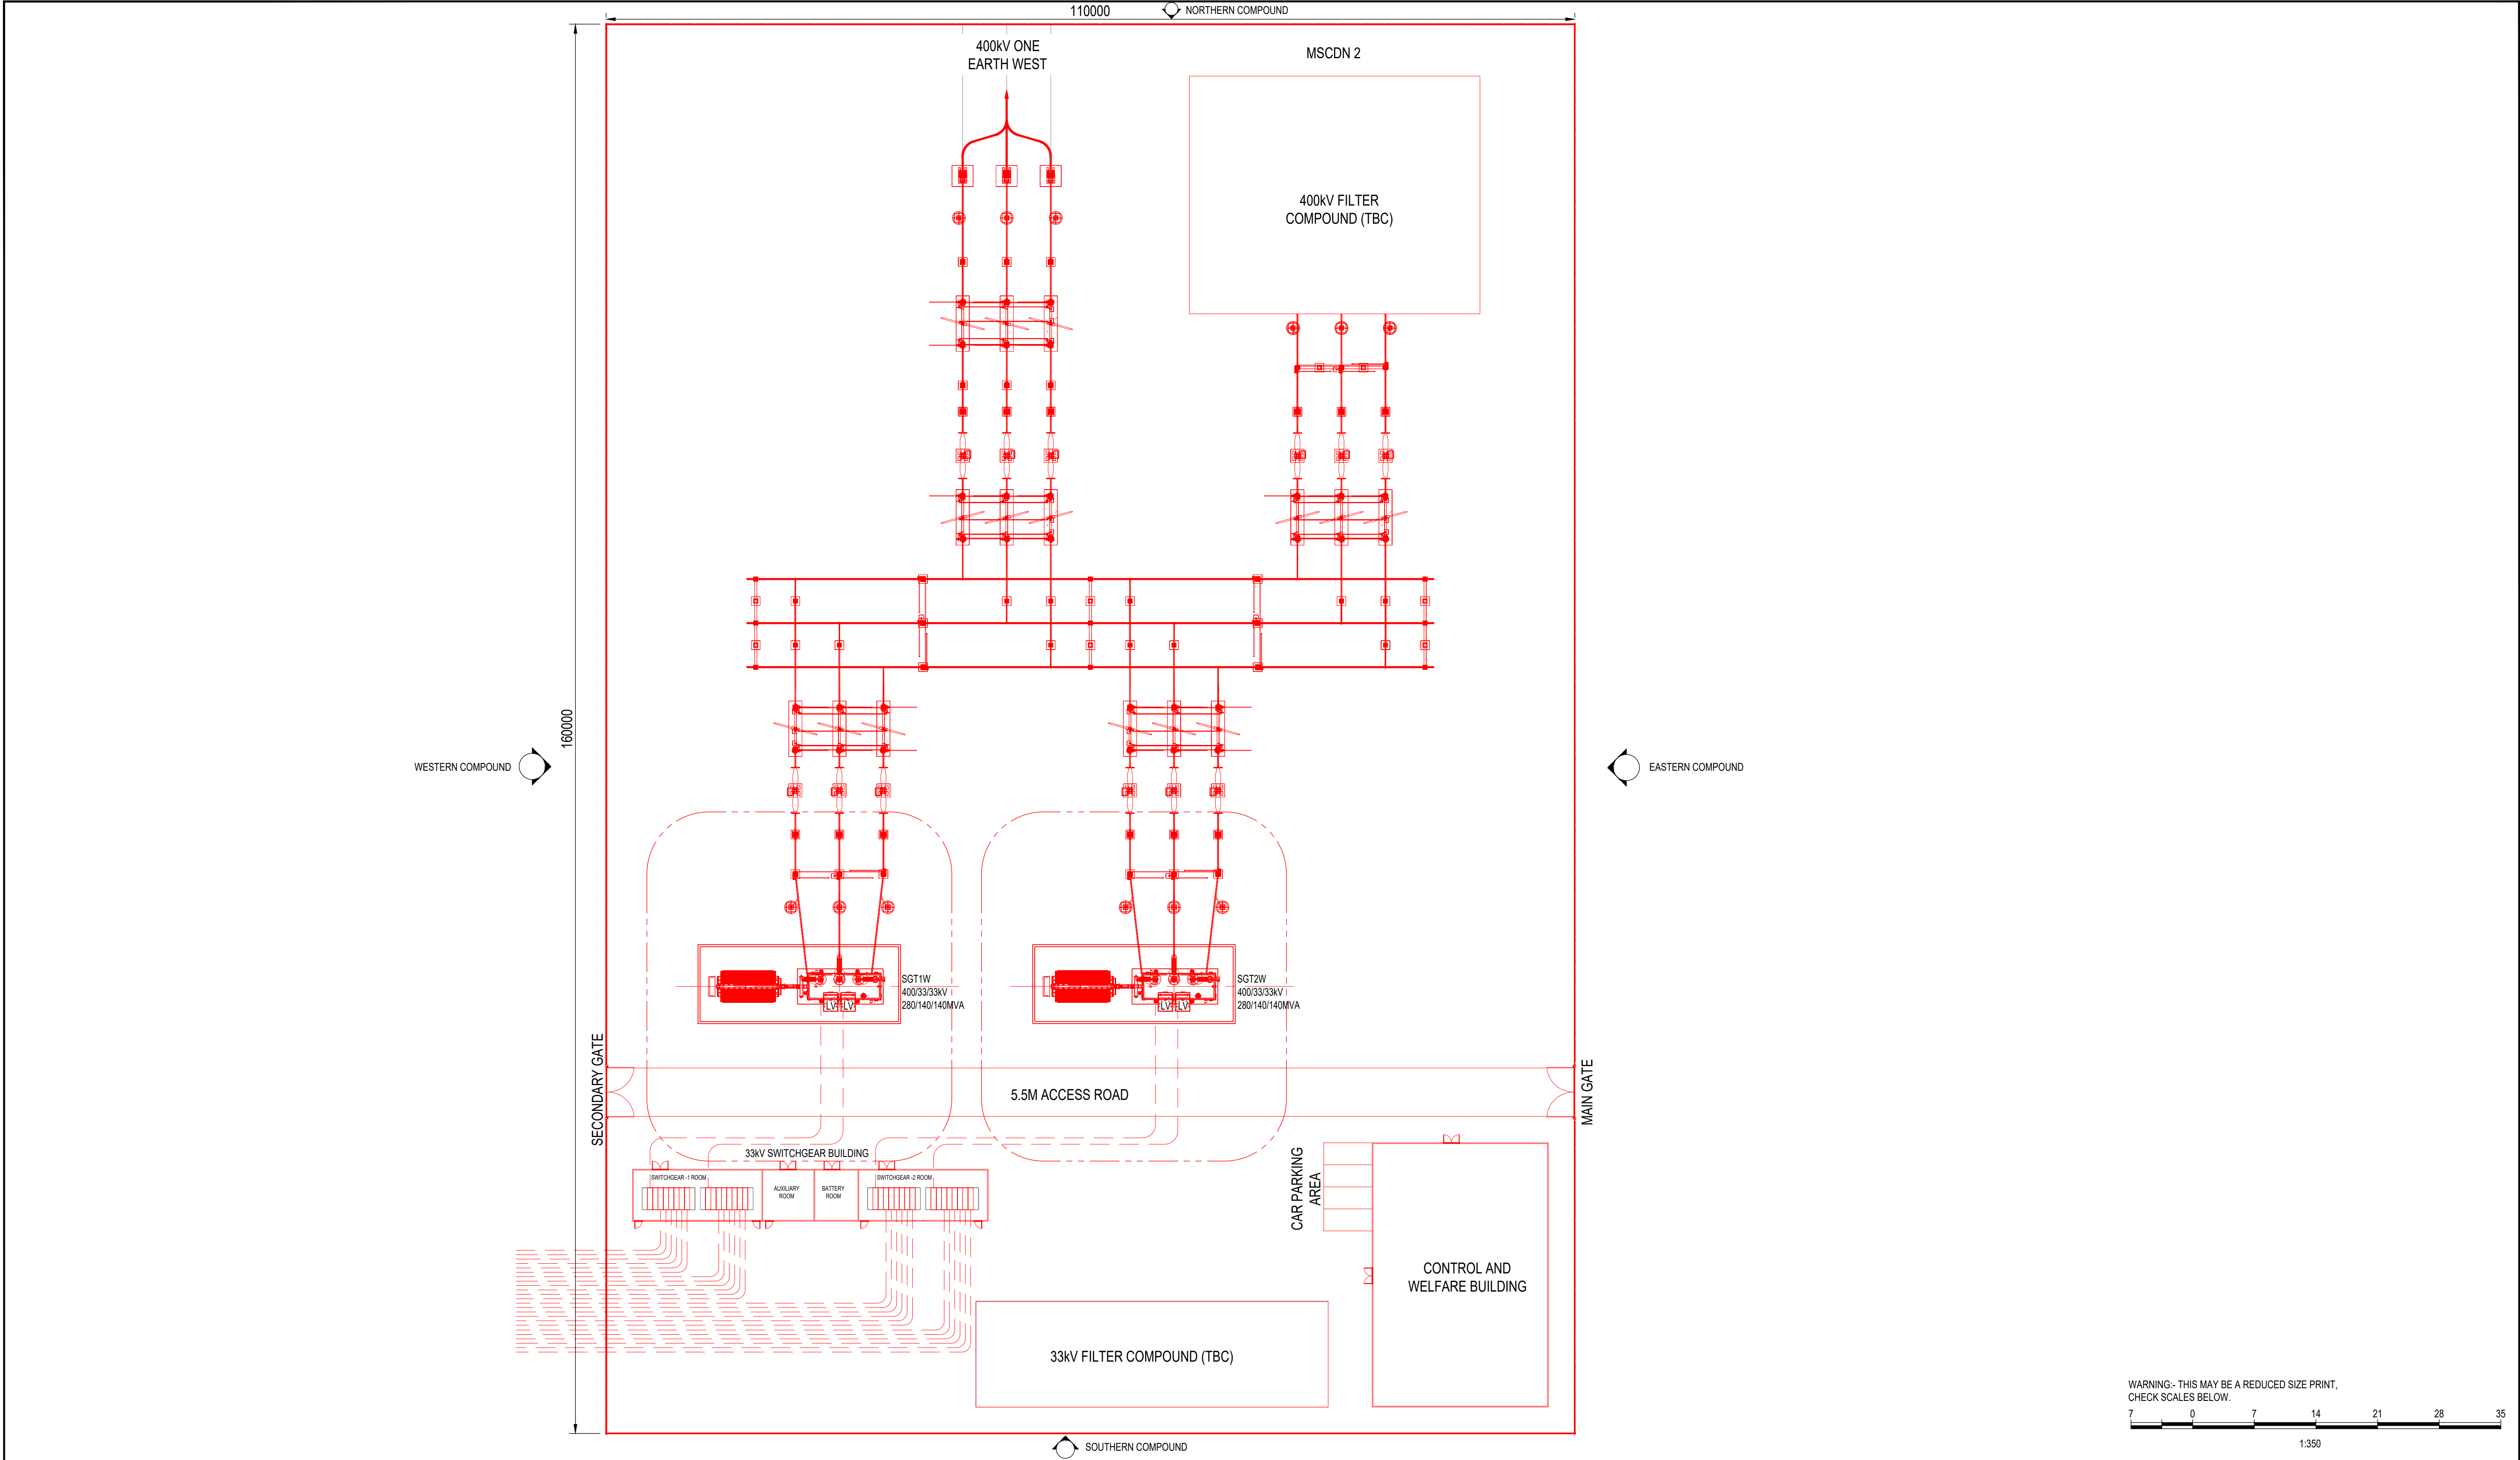 110000
NORTHERN COMPOUND
400kV ONE
EARTH WEST
MSCDN 2
400kV FILTER
COMPOUND (TBC)
160000
WESTERN COMPOUND
EASTERN COMPOUND
SGT1W
400/33/33kV
280/140/140MVA
LV LV
SGT2W
400/33/33kV
280/140/140MVA
LV LV
SECONDARY GATE
5.5M ACCESS ROAD
MAIN GATE
33kV SWITCHGEAR BUILDING
SWITCHGEAR -1 ROOM
AUXILIARY
ROOM
BATTERY
ROOM
SWITCHGEAR -2 ROOM
CAR PARKING
AREA
CONTROL AND
WELFARE BUILDING
33kV FILTER COMPOUND (TBC)
SOUTHERN COMPOUND
WARNING:- THIS MAY BE A REDUCED SIZE PRINT,
CHECK SCALES BELOW.
7 0 7 14 21 28 35
1:350